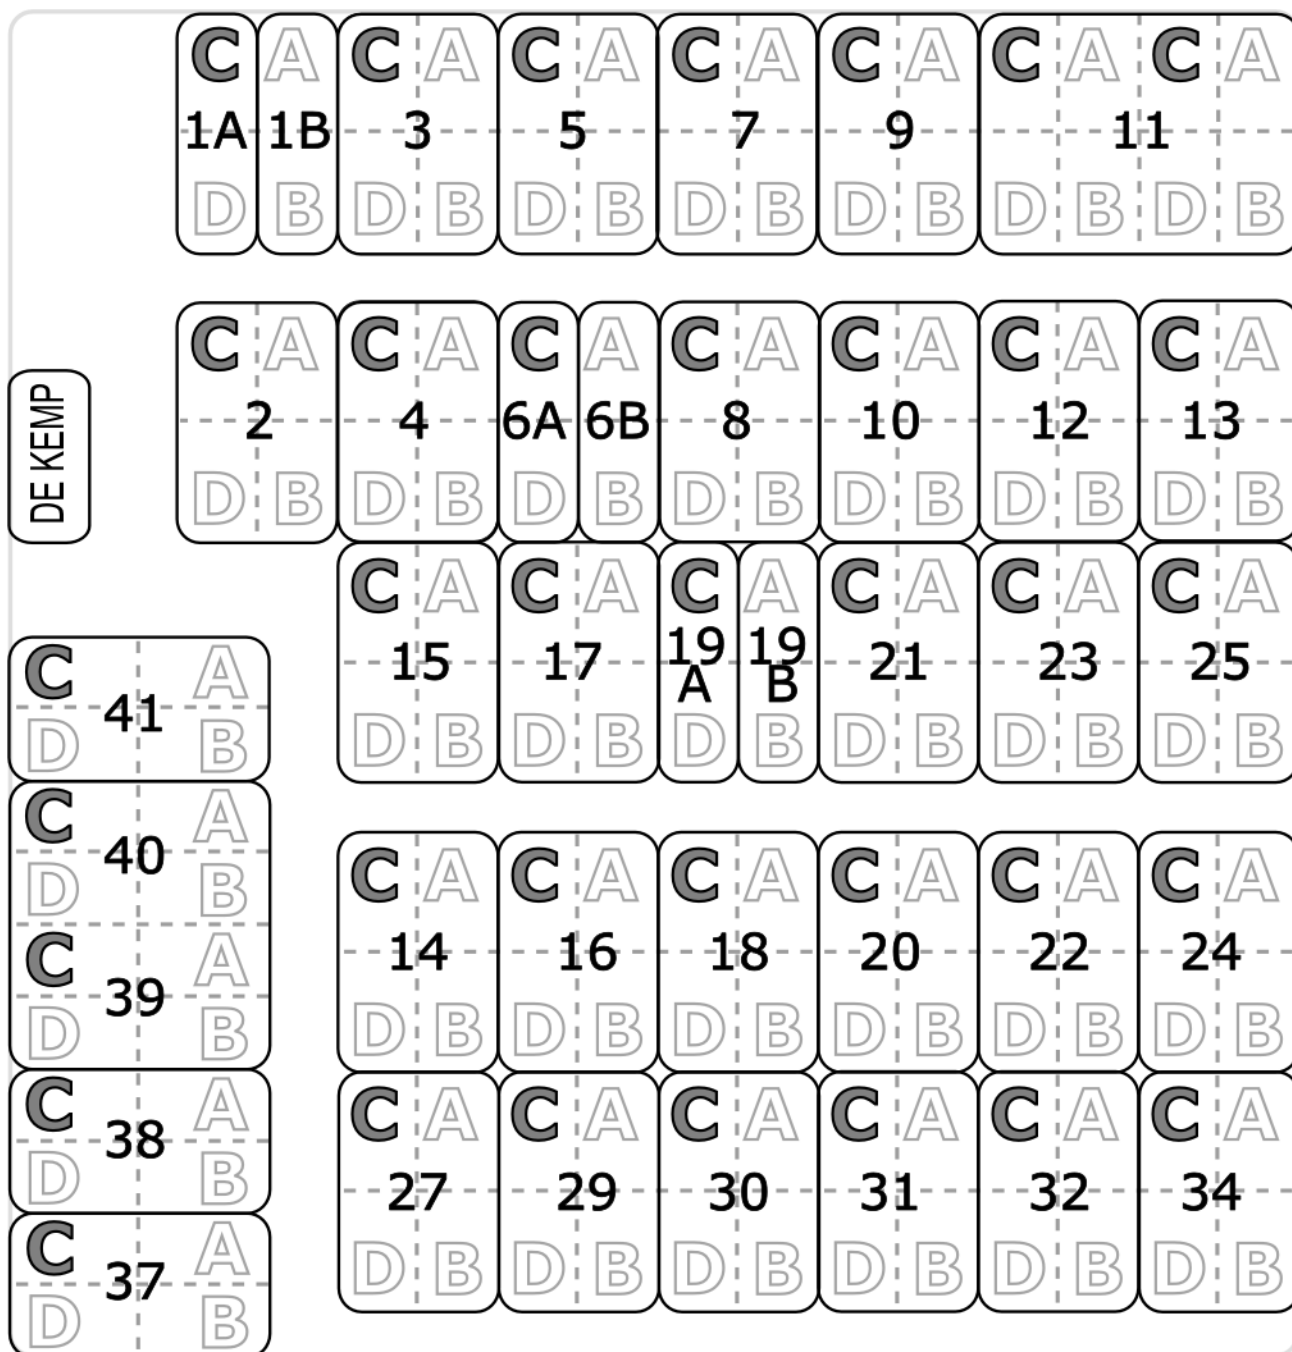 C A C A C A C A C A C A C A
1A 1B 3 5 7 9 11
D B D B D B D B D B D B D B
C A C A C A C A C A C A C A
DE KEMP
2 4 6A 6B 8 10 12 13
D B D B D B D B D B D B D B
C A C A C A C A C A C A
15 17 19 A 19 B 21 23 25
D B D B D B D B D B D B
C A
41
D B
C A
40
D B
C A
39
D B
C A
38
D B
C A
37
D B
C A C A C A C A C A C A
14 16 18 20 22 24
D B D B D B D B D B D B
C A C A C A C A C A C A
27 29 30 31 32 34
D B D B D B D B D B D B